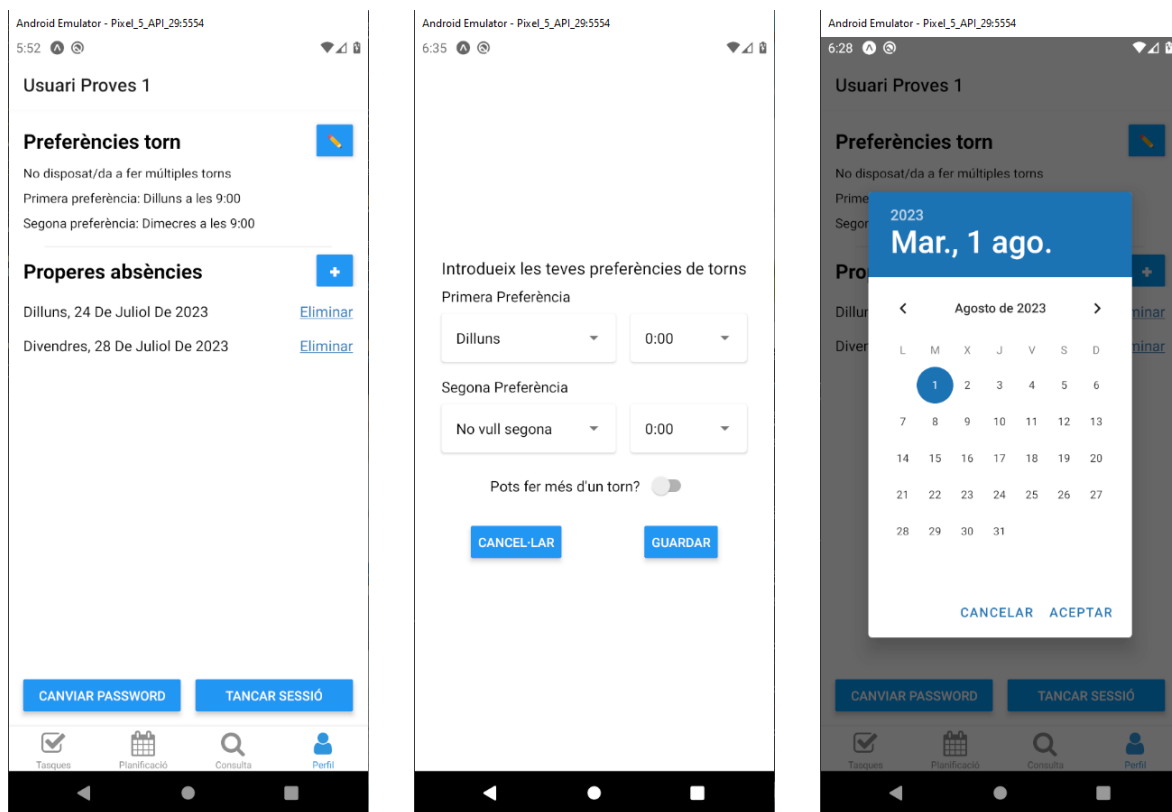 Android Emulator - Pixel_5_API_29:5554
5:52
Usuari Proves 1
Preferències torn
No disposat/da a fer múltiples torns
Primera preferència: Dilluns a les 9:00
Segona preferència: Dimecres a les 9:00
Properes absències
+
Dilluns, 24 De Juliol De 2023 Eliminar
Divendres, 28 De Juliol De 2023 Eliminar
CANVIAR PASSWORD TANCAR SESSIÓ
Tasques Planificació Consulta Perfil
Android Emulator - Pixel_5_API_29:5554
6:35
Introdueix les teves preferències de torns
Primera Preferència
Dilluns 0:00
Segona Preferència
No vull segona 0:00
Pots fer més d'un torn?
CANCEL·LAR GUARDAR
Android Emulator - Pixel_5_API_29:5554
6:28
Usuari Proves 1
Preferències torn
No disposat/da a fer múltiples torns
Prime
Segor
2023
Mar., 1 ago.
Pro
+
Dillur
minar
Diver
minar
Agosto de 2023
L M X J V S D
1 2 3 4 5 6
7 8 9 10 11 12 13
14 15 16 17 18 19 20
21 22 23 24 25 26 27
28 29 30 31
CANCELAR ACEPTAR
CANVIAR PASSWORD TANCAR SESSIÓ
Tasques Planificació Consulta Perfil